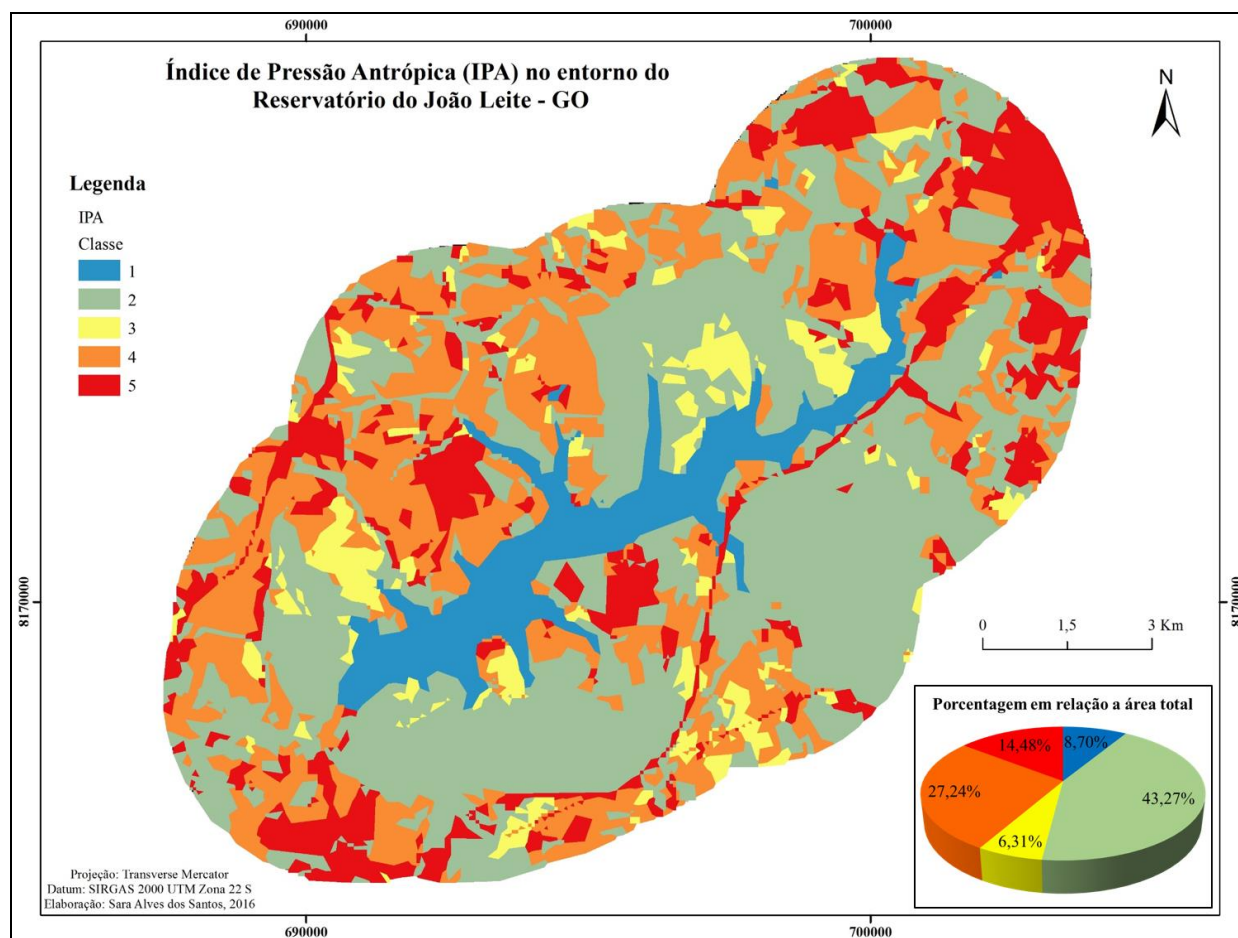 690000
700000
Índice de Pressão Antrópica (IPA) no entorno do
Reservatório do João Leite - GO
N
Legenda
IPA
Classe
1
2
3
4
5
8170000
8170000
0
1,5
3 Km
Porcentagem em relação a área total
14,48%
8,70%
27,24%
43,27%
6,31%
Projeção: Transverse Mercator
Datum: SIRGAS 2000 UTM Zona 22 S
Elaboração: Sara Alves dos Santos, 2016
690000
700000